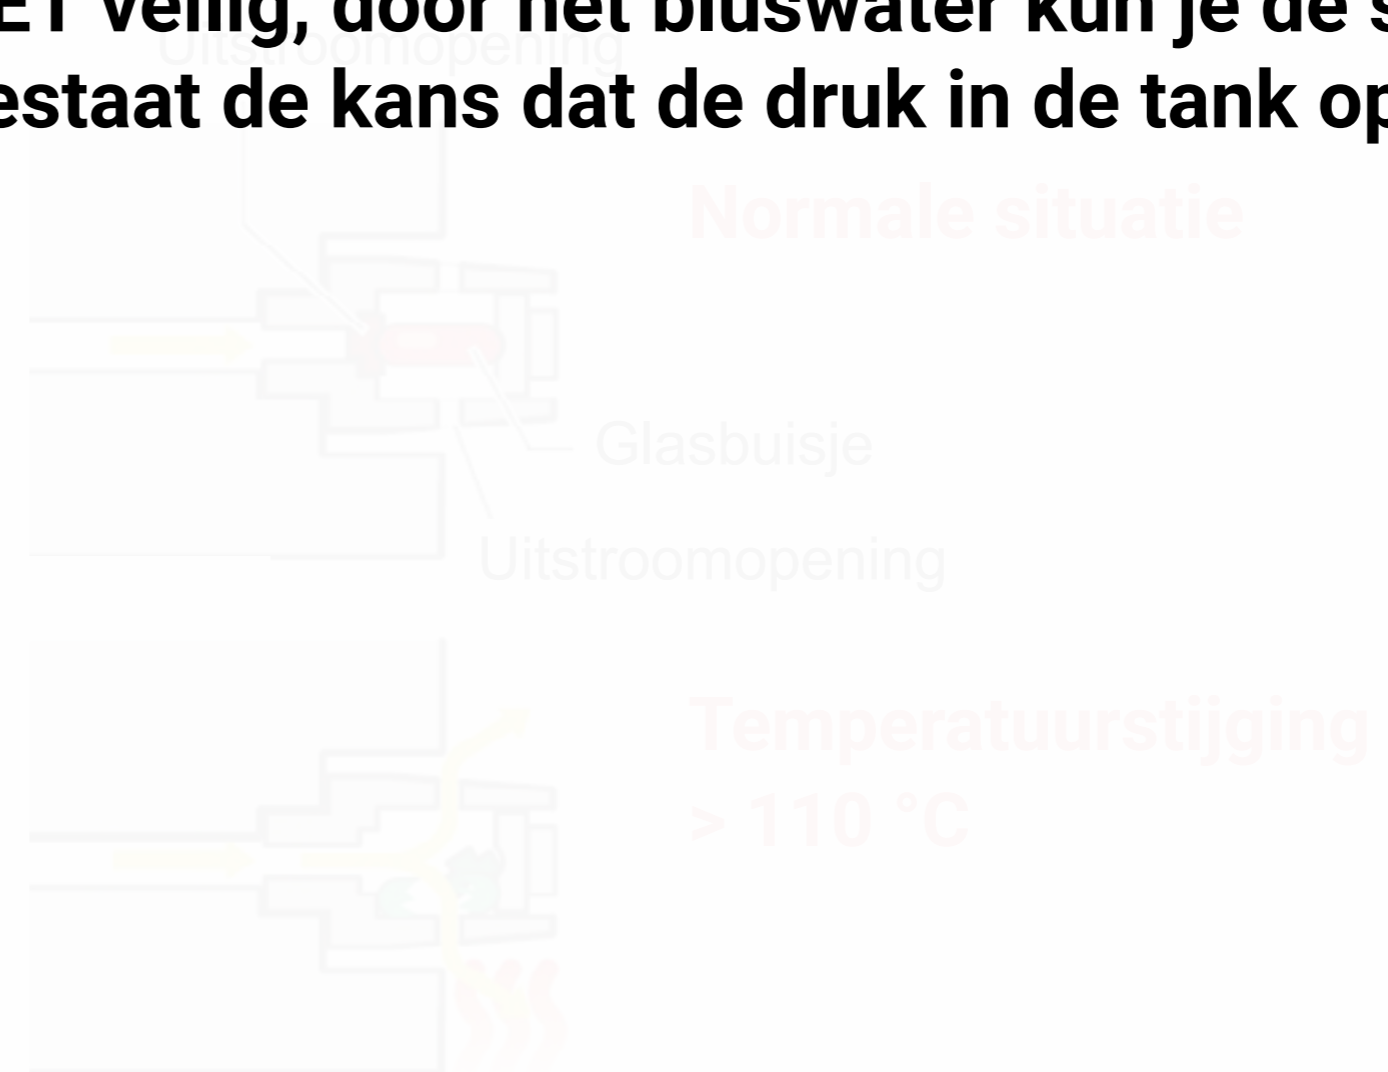 ET veilig, door het bluswater kun je de s
Uitstroomopening
estaat de kans dat de druk in de tank op
Normale situatie
Glasbuisje
Uitstroomopening
Temperatuurstijging
> 110 °C